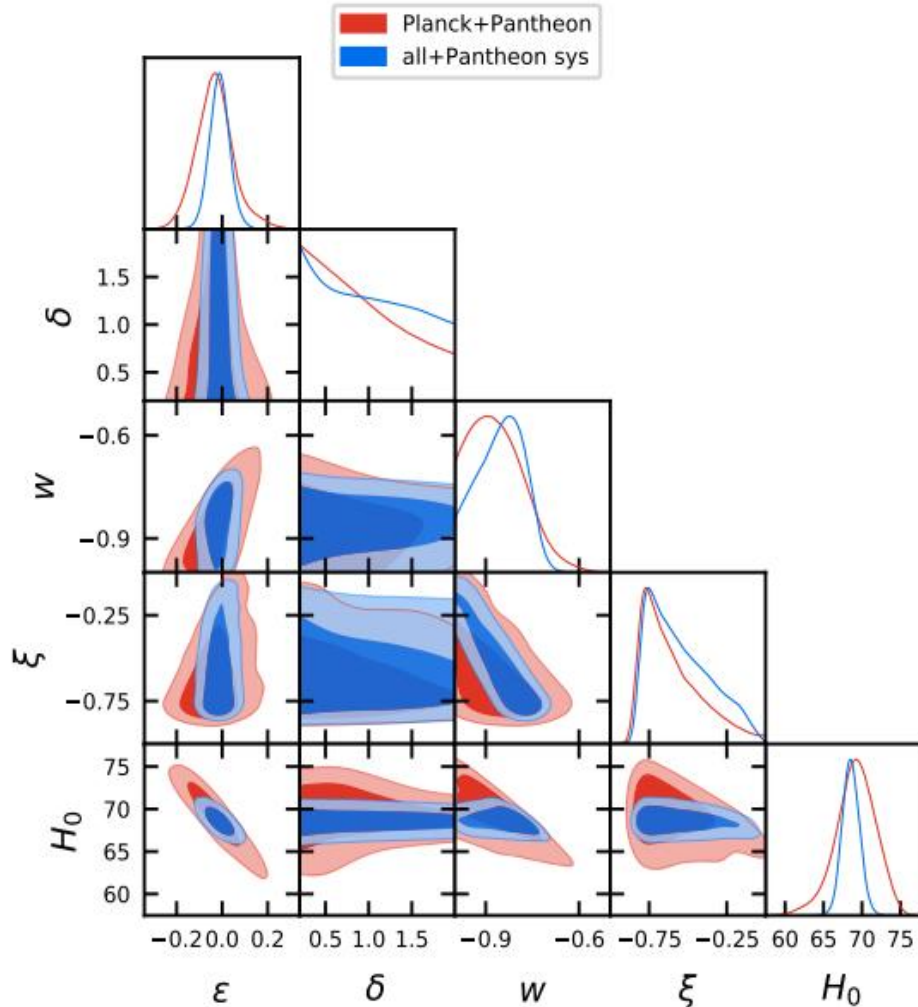 Planck+Pantheon
all+Pantheon sys
δ
1.5
1.0
0.5
w
−0.6
−0.9
ξ
−0.25
−0.75
H₀
75
70
65
60
−0.2 0.0 0.2 0.5 1.0 1.5 −0.9 −0.6 −0.75 −0.25 60 65 70 75
ε δ w ξ H₀